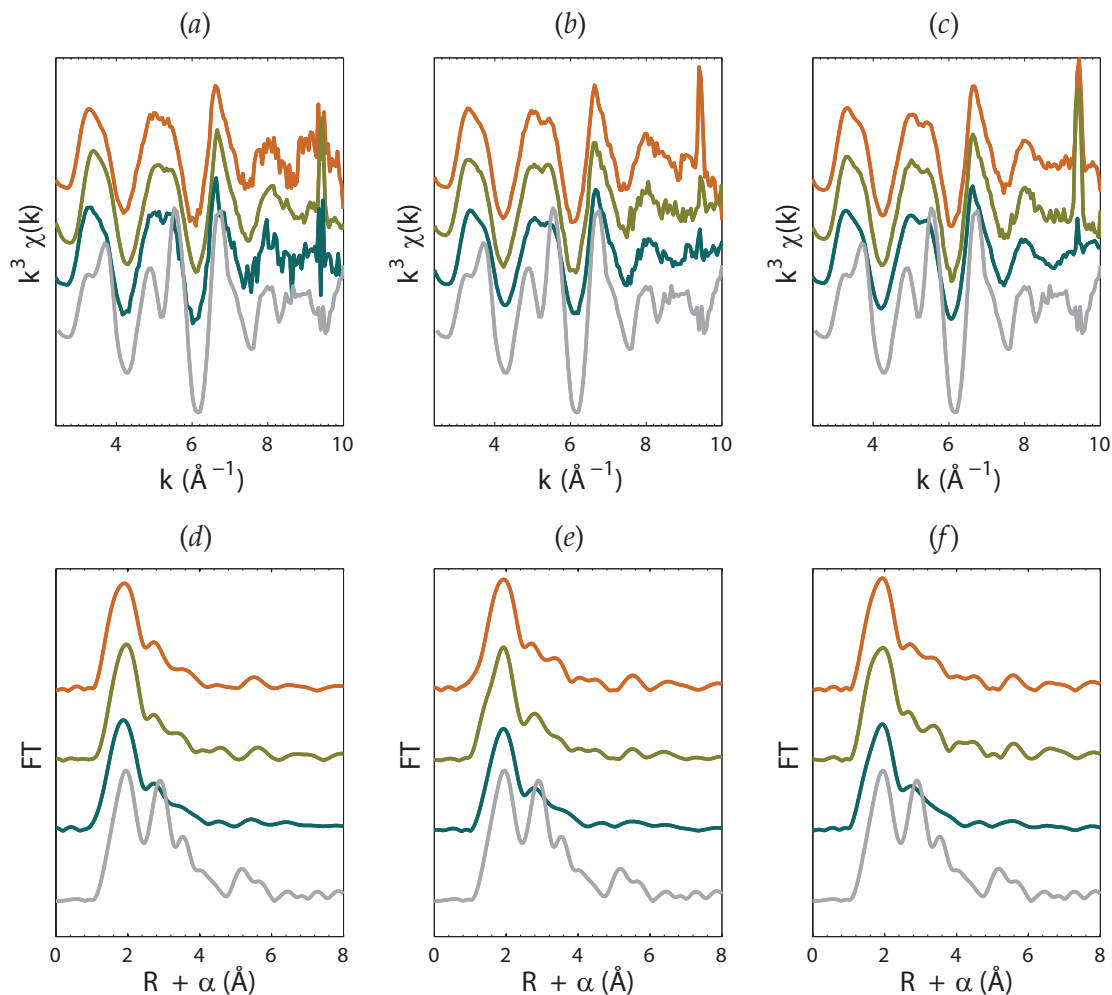 (a) (b) (c)
k³ χ(k) k³ χ(k) k³ χ(k)
4 6 8 10 4 6 8 10 4 6 8 10
k (Å⁻¹) k (Å⁻¹) k (Å⁻¹)
(d) (e) (f)
FT FT FT
0 2 4 6 8 0 2 4 6 8 0 2 4 6 8
R + α (Å) R + α (Å) R + α (Å)